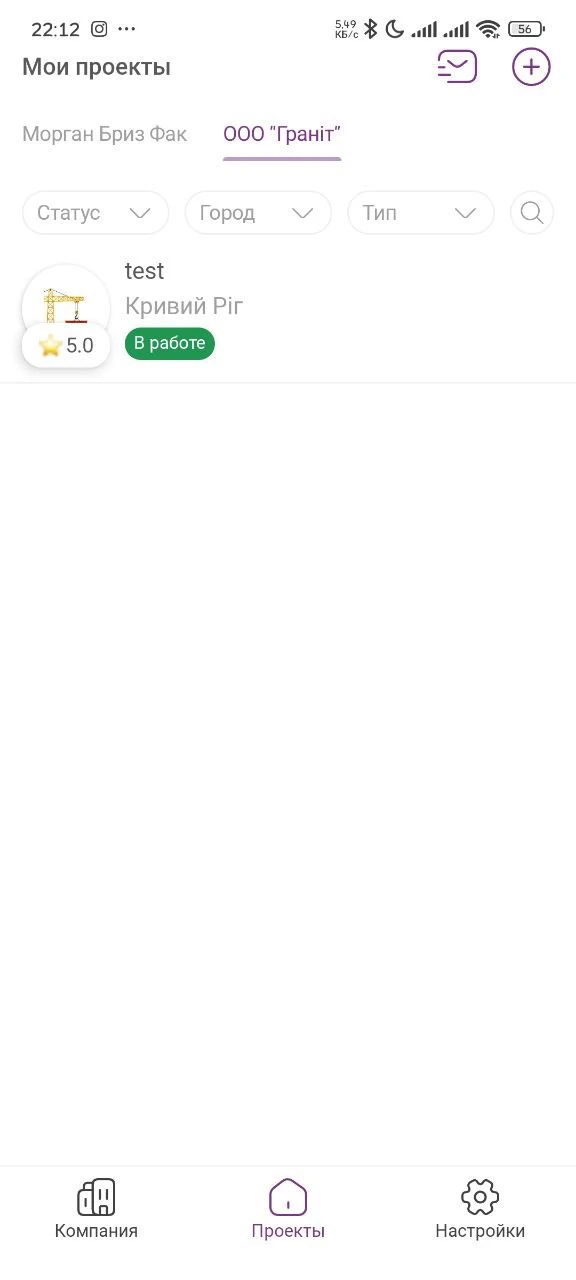 22:12 ... 5,49 КБ/с 56
Мои проекты
Морган Бриз Фак ООО "Граніт"
Статус Город Тип
test
Кривий Ріг
5.0 В работе
Компания Проекты Настройки